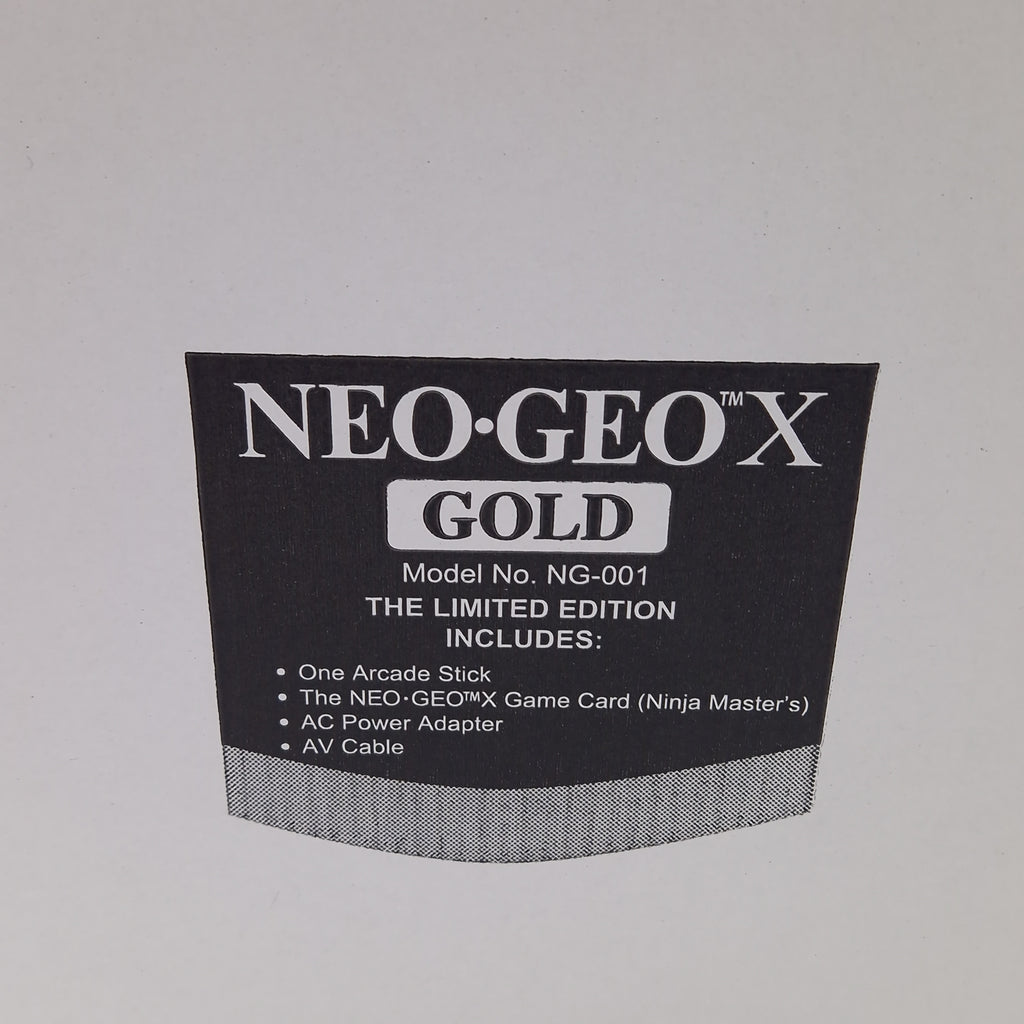 NEO·GEO™X
GOLD
Model No. NG-001
THE LIMITED EDITION
INCLUDES:
• One Arcade Stick
• The NEO·GEO™X Game Card (Ninja Master's)
• AC Power Adapter
• AV Cable